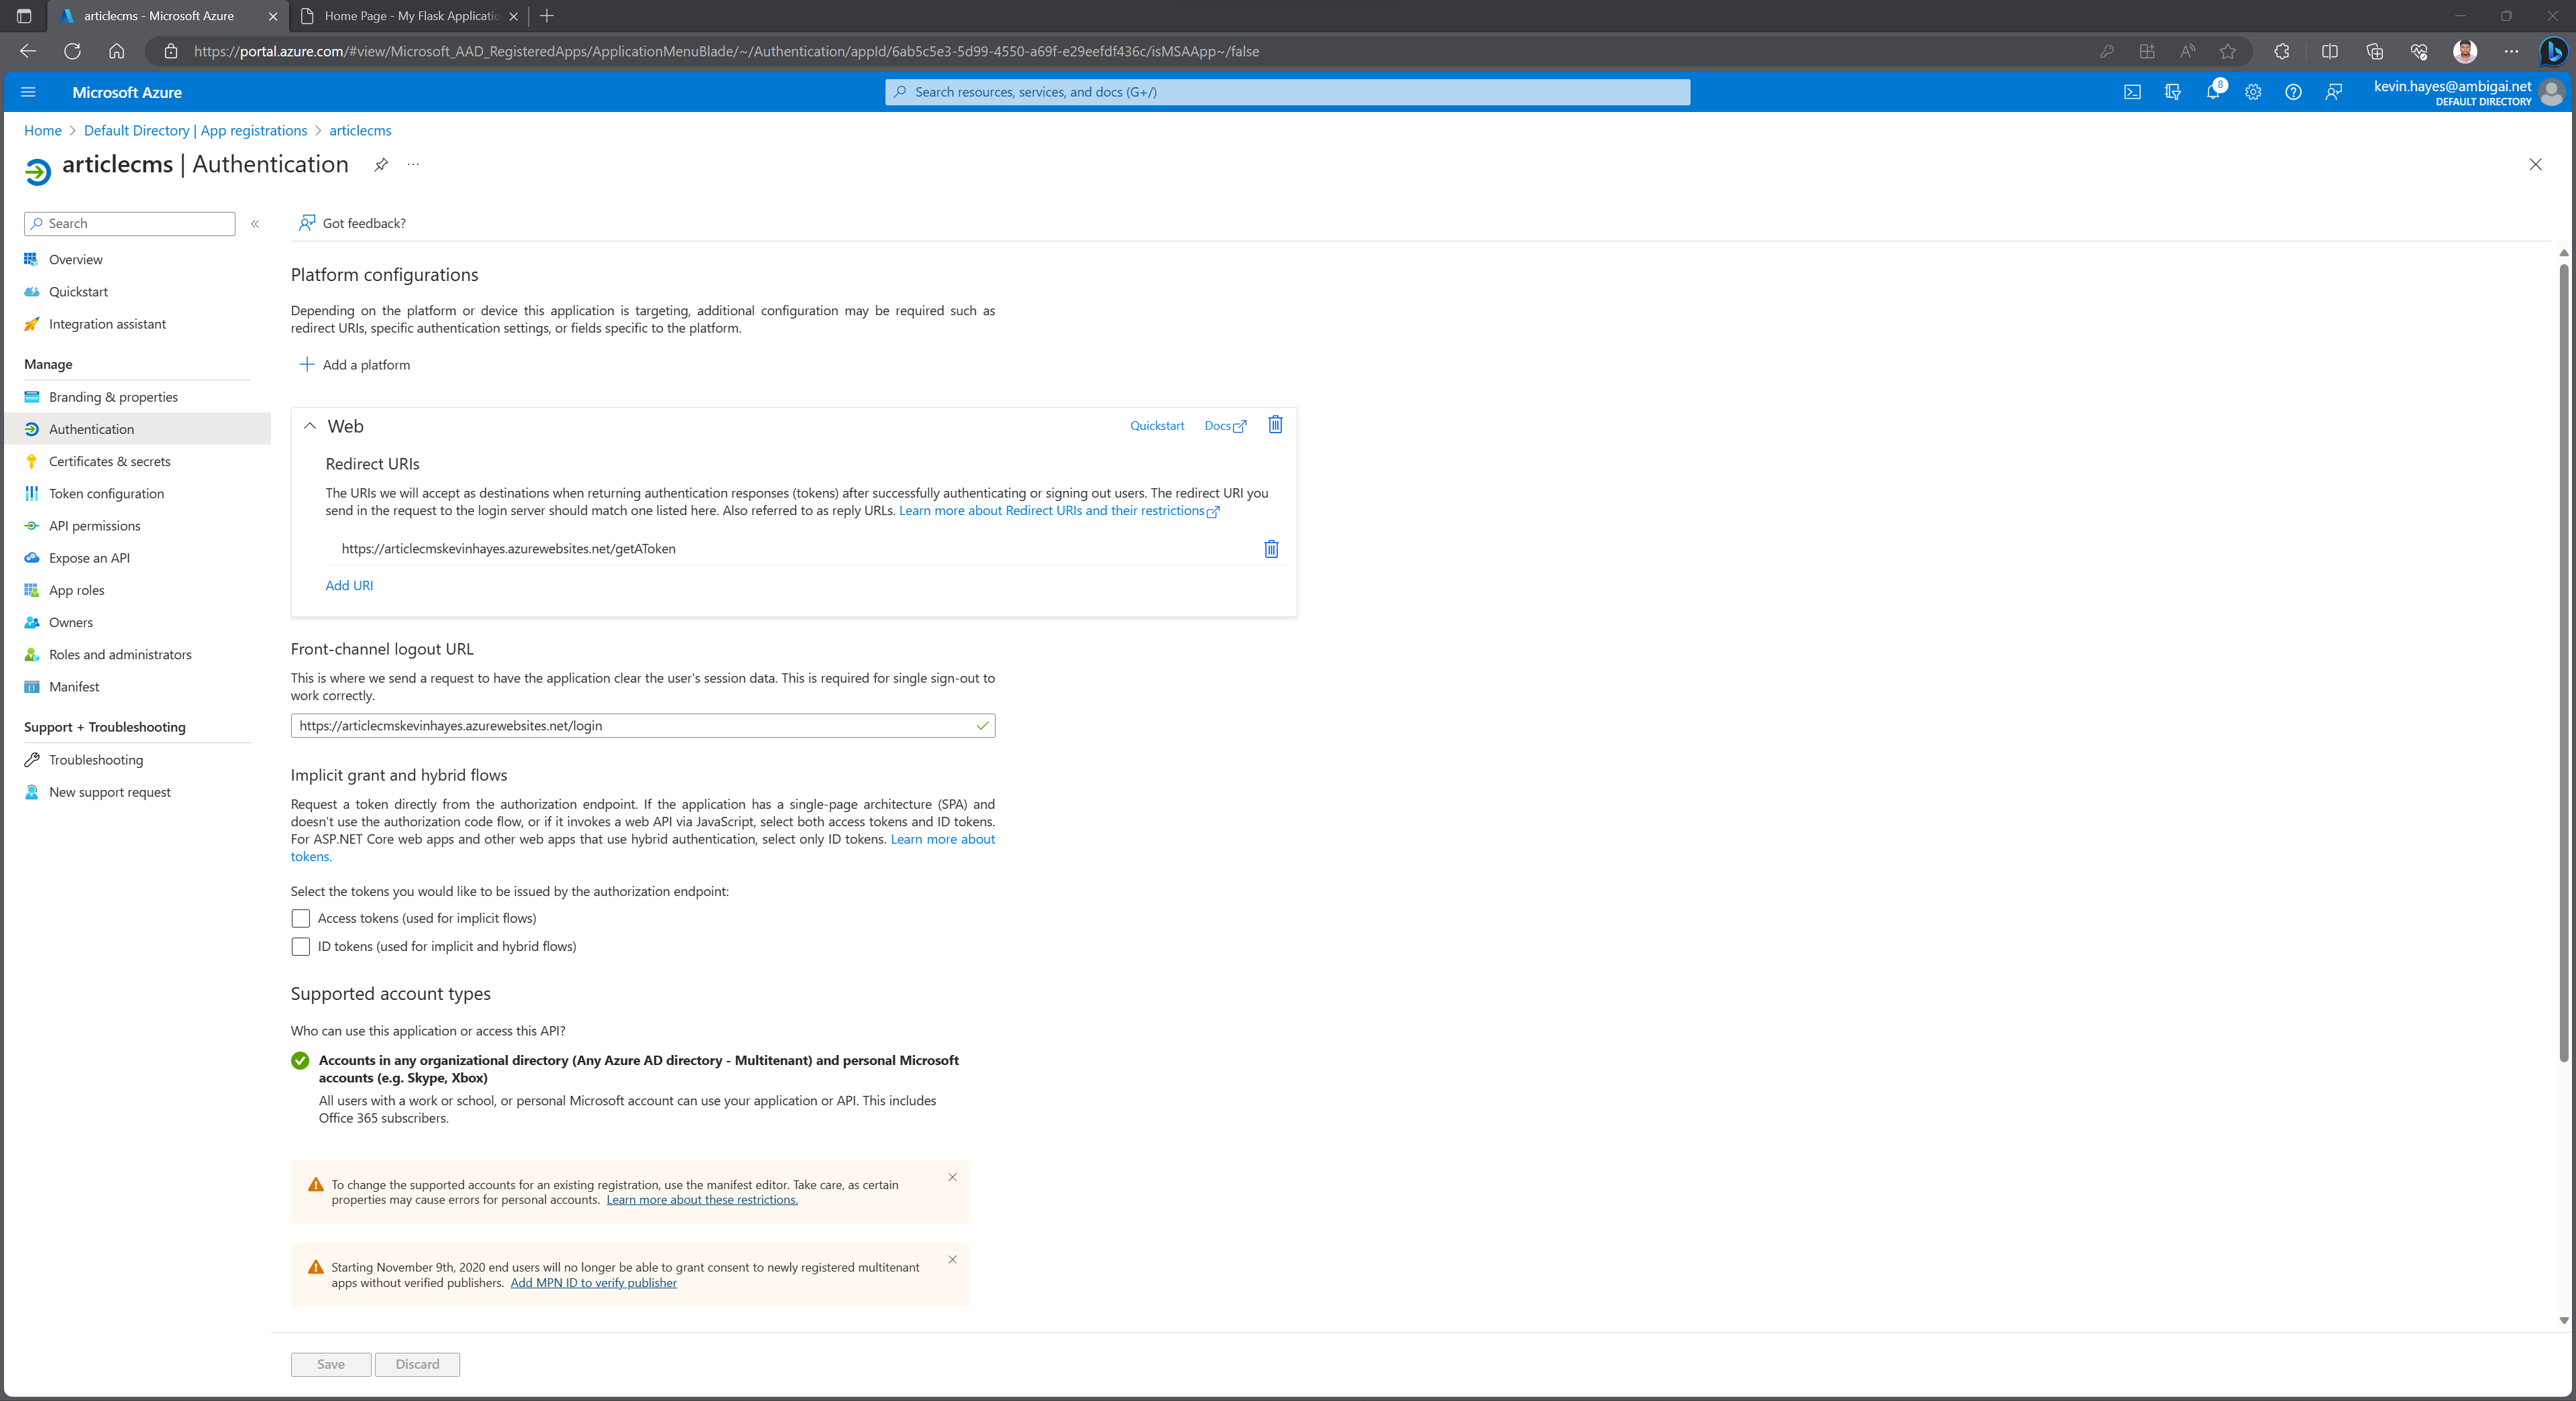 articlecms - Microsoft Azure
Home Page - My Flask Applicatio
https://portal.azure.com/#view/Microsoft_AAD_RegisteredApps/ApplicationMenuBlade/~/Authentication/appId/6ab5c5e3-5d99-4550-a69f-e29eefdf436c/isMSAApp~/false
Microsoft Azure
Search resources, services, and docs (G+/)
8
kevin.hayes@ambigai.net
DEFAULT DIRECTORY
Home > Default Directory | App registrations > articlecms
articlecms | Authentication
Search
Overview
Quickstart
Integration assistant
Manage
Branding & properties
Authentication
Certificates & secrets
Token configuration
API permissions
Expose an API
App roles
Owners
Roles and administrators
Manifest
Support + Troubleshooting
Troubleshooting
New support request
Got feedback?
Platform configurations
Depending on the platform or device this application is targeting, additional configuration may be required such as
redirect URIs, specific authentication settings, or fields specific to the platform.
Add a platform
Web
Quickstart
Docs
Redirect URIs
The URIs we will accept as destinations when returning authentication responses (tokens) after successfully authenticating or signing out users. The redirect URI you
send in the request to the login server should match one listed here. Also referred to as reply URLs. Learn more about Redirect URIs and their restrictions
https://articlecmskevinhayes.azurewebsites.net/getAToken
Add URI
Front-channel logout URL
This is where we send a request to have the application clear the user's session data. This is required for single sign-out to
work correctly.
https://articlecmskevinhayes.azurewebsites.net/login
Implicit grant and hybrid flows
Request a token directly from the authorization endpoint. If the application has a single-page architecture (SPA) and
doesn't use the authorization code flow, or if it invokes a web API via JavaScript, select both access tokens and ID tokens.
For ASP.NET Core web apps and other web apps that use hybrid authentication, select only ID tokens. Learn more about
tokens.
Select the tokens you would like to be issued by the authorization endpoint:
Access tokens (used for implicit flows)
ID tokens (used for implicit and hybrid flows)
Supported account types
Who can use this application or access this API?
Accounts in any organizational directory (Any Azure AD directory - Multitenant) and personal Microsoft
accounts (e.g. Skype, Xbox)
All users with a work or school, or personal Microsoft account can use your application or API. This includes
Office 365 subscribers.
To change the supported accounts for an existing registration, use the manifest editor. Take care, as certain
properties may cause errors for personal accounts. Learn more about these restrictions.
Starting November 9th, 2020 end users will no longer be able to grant consent to newly registered multitenant
apps without verified publishers. Add MPN ID to verify publisher
Save
Discard